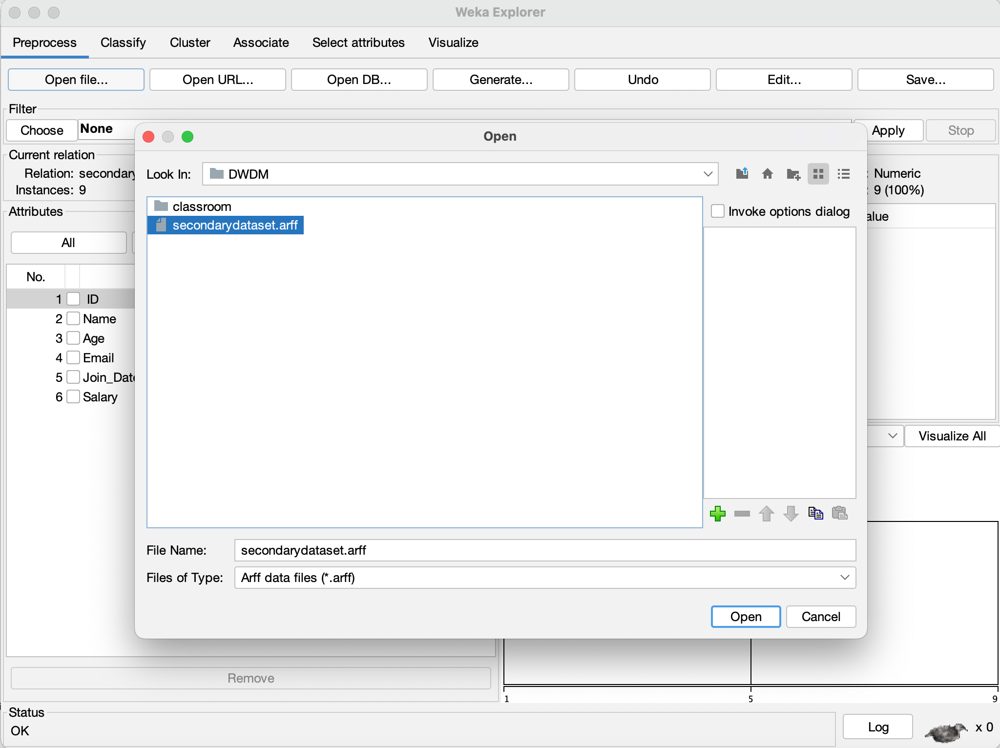 Weka Explorer
Preprocess Classify Cluster Associate Select attributes Visualize
Open file... Open URL... Open DB... Generate... Undo Edit... Save...
Filter
Choose None Apply Stop
Current relation
Relation: secondary
Instances: 9
Numeric
9 (100%)
Attributes
All
No.
1 ID
2 Name
3 Age
4 Email
5 Join_Date
6 Salary
Open
Look In: DWDM
classroom
secondarydataset.arff
Invoke options dialog
File Name: secondarydataset.arff
Files of Type: Arff data files (*.arff)
Open Cancel
Visualize All
Remove
1 5 9
Status
OK
Log x 0